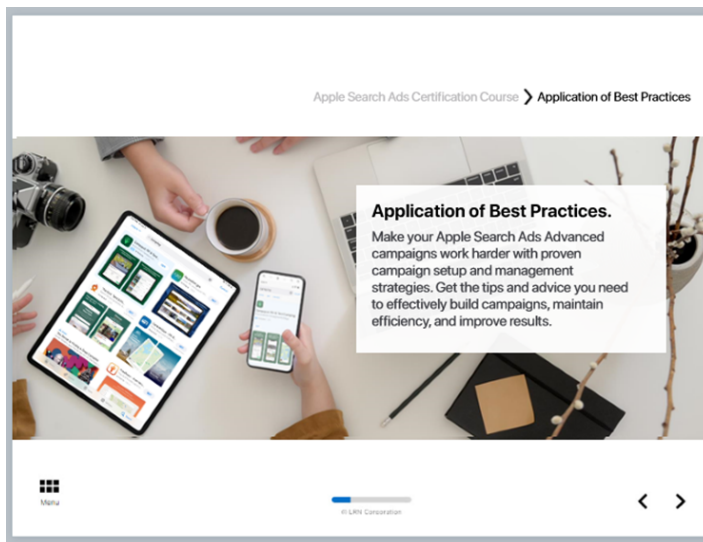 Apple Search Ads Certification Course ❯ Application of Best Practices
Application of Best Practices.
Make your Apple Search Ads Advanced
campaigns work harder with proven
campaign setup and management
strategies. Get the tips and advice you need
to effectively build campaigns, maintain
efficiency, and improve results.
Menu
© LRN Corporation